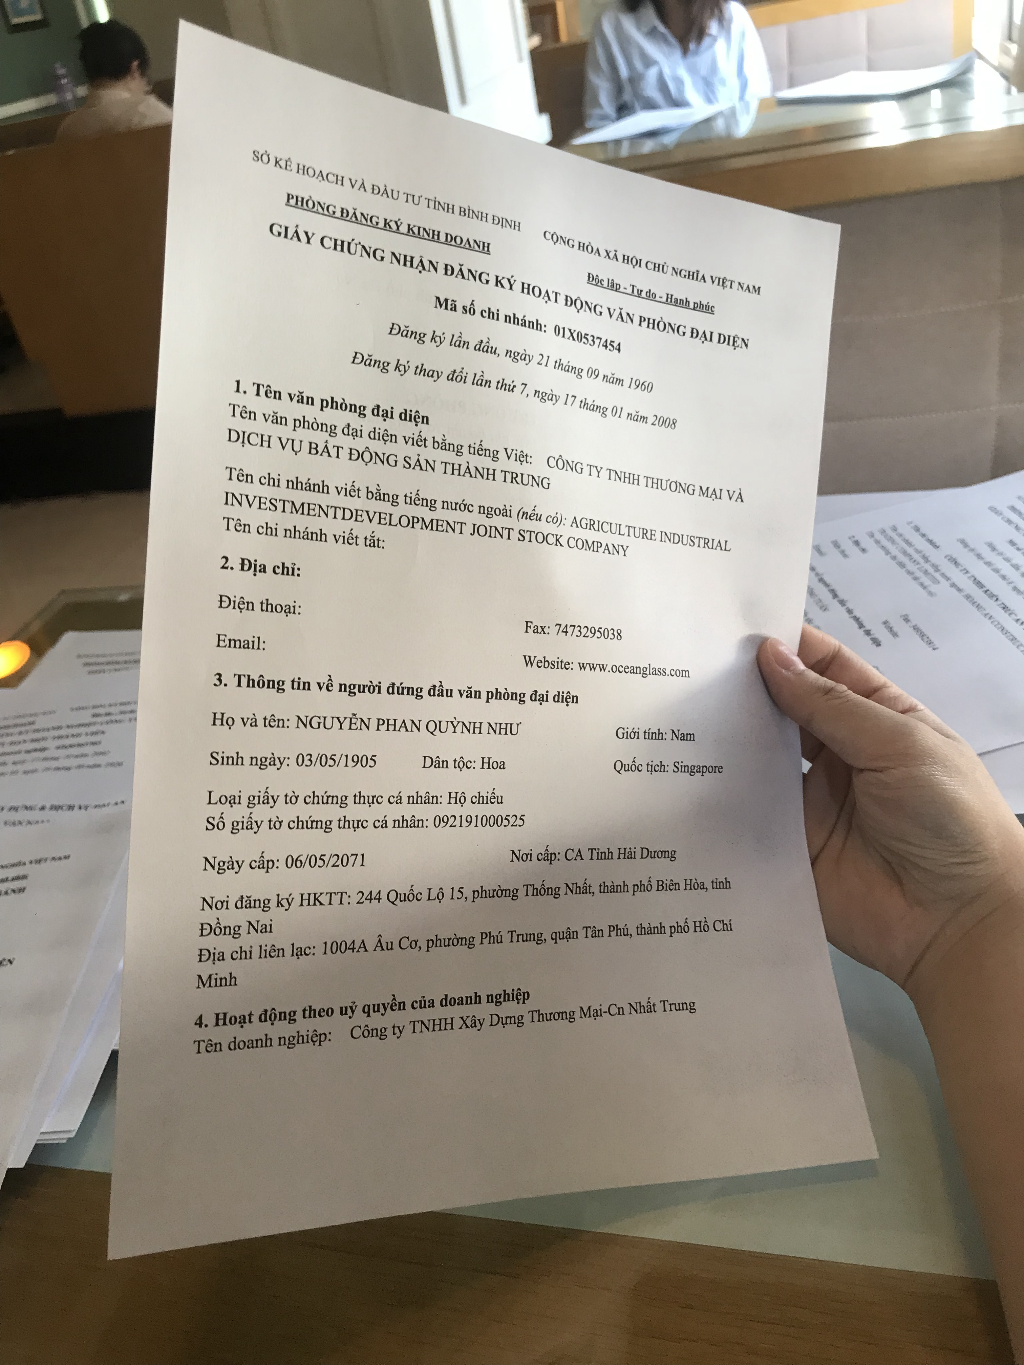 SỞ KẾ HOẠCH VÀ ĐẦU TƯ TỈNH BÌNH ĐỊNH
PHÒNG ĐĂNG KÝ KINH DOANH
CỘNG HÒA XÃ HỘI CHỦ NGHĨA VIỆT NAM
Độc lập - Tự do - Hạnh phúc
GIẤY CHỨNG NHẬN ĐĂNG KÝ HOẠT ĐỘNG VĂN PHÒNG ĐẠI DIỆN
Mã số chi nhánh: 01X0537454
Đăng ký lần đầu, ngày 21 tháng 09 năm 1960
Đăng ký thay đổi lần thứ 7, ngày 17 tháng 01 năm 2008
1. Tên văn phòng đại diện
Tên văn phòng đại diện viết bằng tiếng Việt: CÔNG TY TNHH THƯƠNG MẠI VÀ
DỊCH VỤ BẤT ĐỘNG SẢN THÀNH TRUNG
Tên chi nhánh viết bằng tiếng nước ngoài (nếu có): AGRICULTURE INDUSTRIAL
INVESTMENTDEVELOPMENT JOINT STOCK COMPANY
Tên chi nhánh viết tắt:
2. Địa chỉ:
Điện thoại:
Fax: 7473295038
Email:
Website: www.oceanglass.com
3. Thông tin về người đứng đầu văn phòng đại diện
Họ và tên: NGUYỄN PHAN QUỲNH NHƯ
Giới tính: Nam
Sinh ngày: 03/05/1905 Dân tộc: Hoa Quốc tịch: Singapore
Loại giấy tờ chứng thực cá nhân: Hộ chiếu
Số giấy tờ chứng thực cá nhân: 092191000525
Ngày cấp: 06/05/2071 Nơi cấp: CA Tỉnh Hải Dương
Nơi đăng ký HKTT: 244 Quốc Lộ 15, phường Thống Nhất, thành phố Biên Hòa, tỉnh
Đồng Nai
Địa chỉ liên lạc: 1004A Âu Cơ, phường Phú Trung, quận Tân Phú, thành phố Hồ Chí
Minh
4. Hoạt động theo uỷ quyền của doanh nghiệp
Tên doanh nghiệp: Công ty TNHH Xây Dựng Thương Mại-Cn Nhất Trung